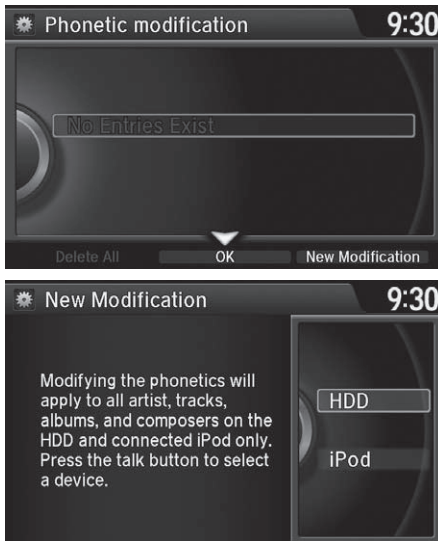 Phonetic modification 9:30
No Entries Exist
Delete All OK New Modification
New Modification 9:30
Modifying the phonetics will
apply to all artist, tracks,
albums, and composers on the
HDD and connected iPod only.
Press the talk button to select
a device.
HDD
iPod